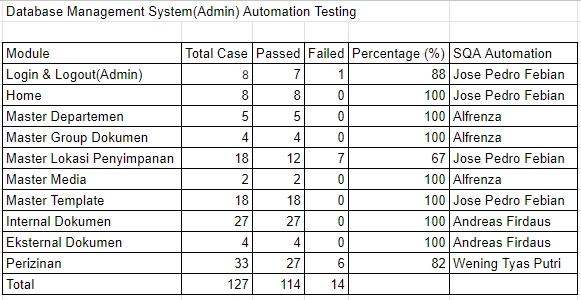 Database Management System(Admin) Automation Testing
Module Total Case Passed Failed Percentage (%) SQA Automation
Login & Logout(Admin) 8 7 1 88 Jose Pedro Febian
Home 8 8 0 100 Jose Pedro Febian
Master Departemen 5 5 0 100 Alfrenza
Master Group Dokumen 4 4 0 100 Alfrenza
Master Lokasi Penyimpanan 18 12 7 67 Jose Pedro Febian
Master Media 2 2 0 100 Alfrenza
Master Template 18 18 0 100 Jose Pedro Febian
Internal Dokumen 27 27 0 100 Andreas Firdaus
Eksternal Dokumen 4 4 0 100 Andreas Firdaus
Perizinan 33 27 6 82 Wening Tyas Putri
Total 127 114 14